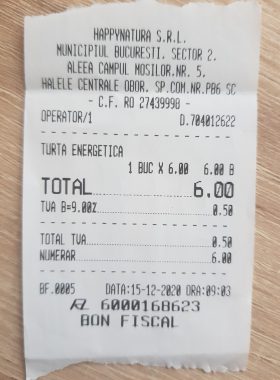 HAPPYNATURA S.R.L.
MUNICIPIUL BUCURESTI, SECTOR 2,
ALEEA CAMPUL MOSILOR,NR. 5,
HALELE CENTRALE OBOR, SP.COM.NR.P86 SC
- C.F. RO 27439990 -
OPERATOR/1 D.704012622
TURTA ENERGETICA
1 BUC X 6.00 6.00 B
TOTAL 6.00
TVA B=9.00% 0.50
TOTAL TVA 0.50
NUMERAR 6.00
BF.0005 DATA:15-12-2020 ORA:09:03
6000168623
BON FISCAL